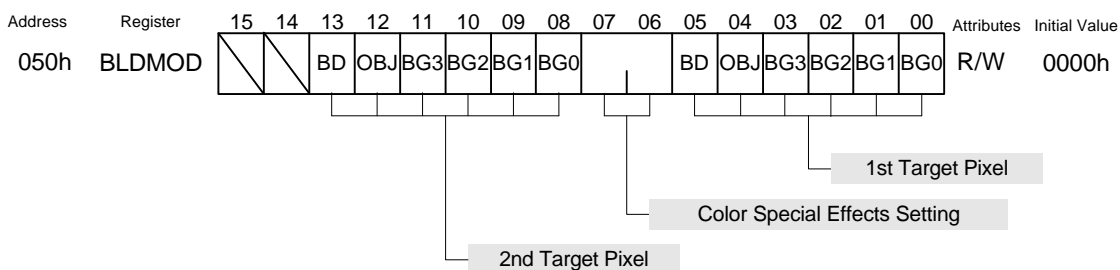 Address Register 15 14 13 12 11 10 09 08 07 06 05 04 03 02 01 00 Attributes Initial Value
050h BLDMOD BD OBJ BG3 BG2 BG1 BG0 BD OBJ BG3 BG2 BG1 BG0 R/W 0000h
1st Target Pixel
Color Special Effects Setting
2nd Target Pixel